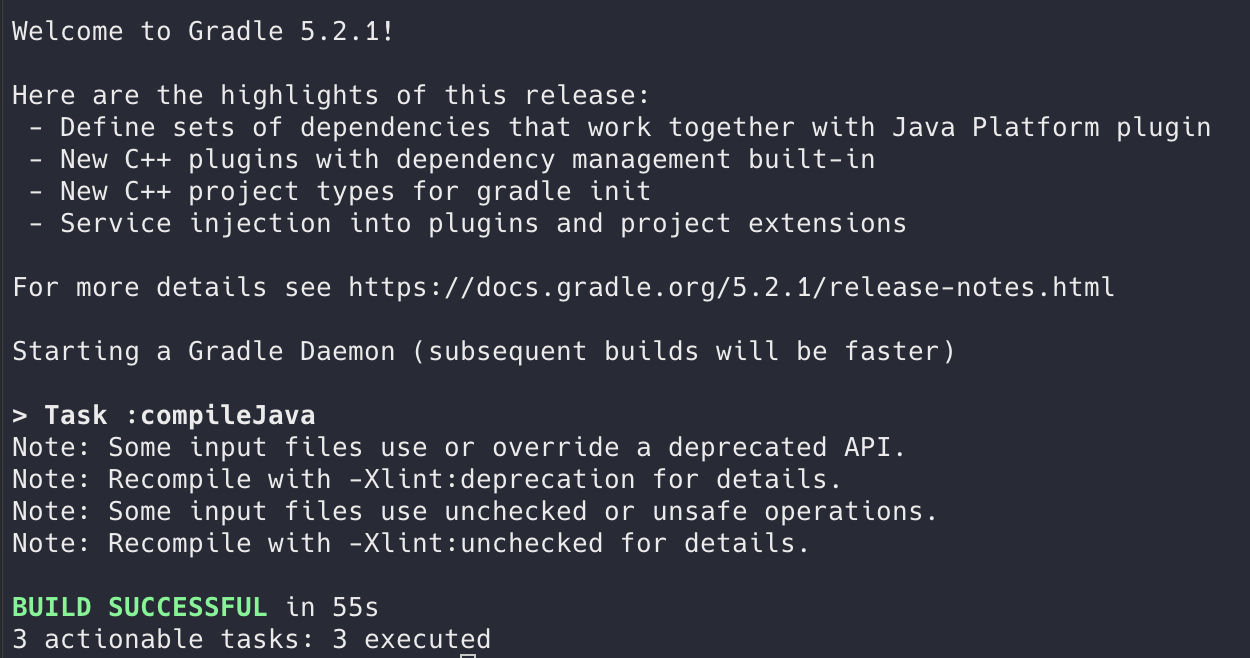 Welcome to Gradle 5.2.1!
Here are the highlights of this release:
 - Define sets of dependencies that work together with Java Platform plugin
 - New C++ plugins with dependency management built-in
 - New C++ project types for gradle init
 - Service injection into plugins and project extensions
For more details see https://docs.gradle.org/5.2.1/release-notes.html
Starting a Gradle Daemon (subsequent builds will be faster)
> Task :compileJava
Note: Some input files use or override a deprecated API.
Note: Recompile with -Xlint:deprecation for details.
Note: Some input files use unchecked or unsafe operations.
Note: Recompile with -Xlint:unchecked for details.
BUILD SUCCESSFUL in 55s
3 actionable tasks: 3 executed